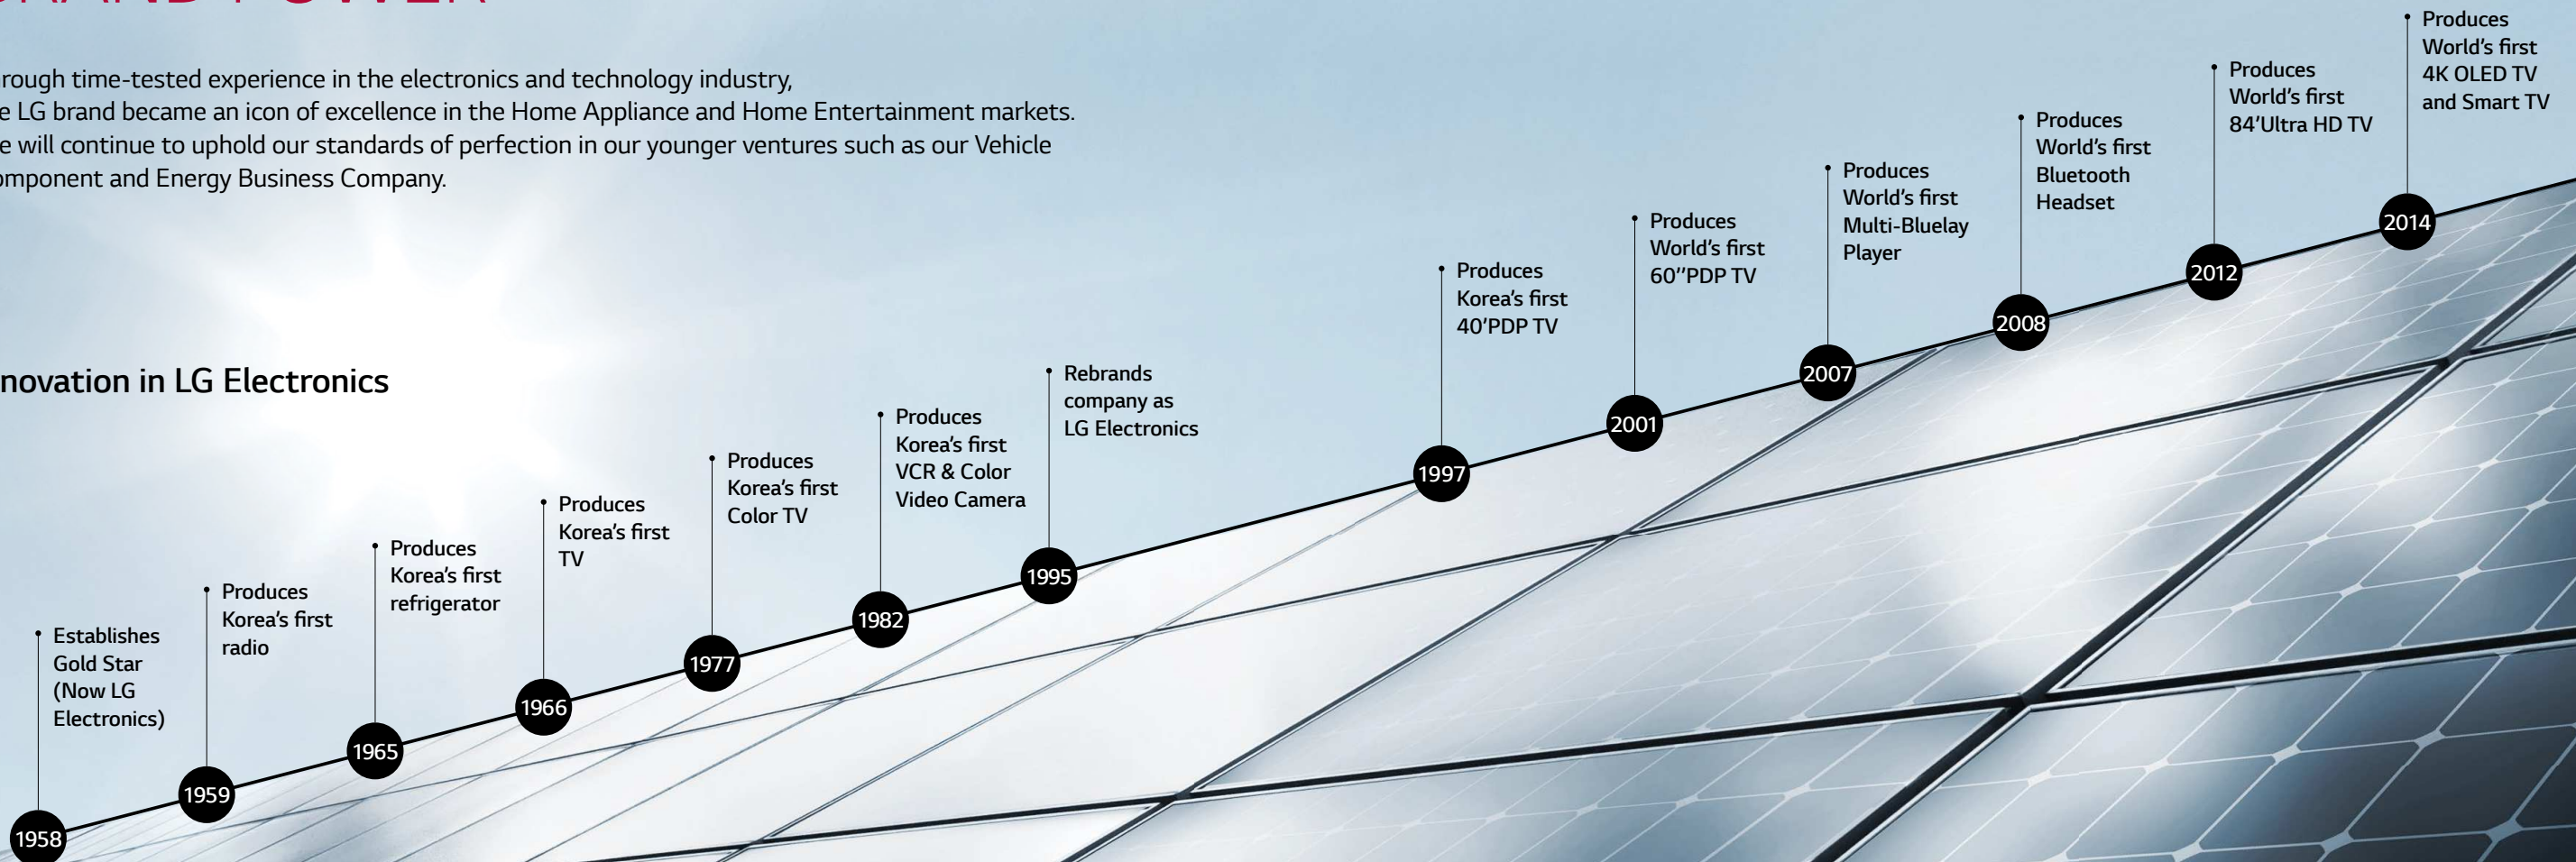 BRAND POWER
rough time-tested experience in the electronics and technology industry,
e LG brand became an icon of excellence in the Home Appliance and Home Entertainment markets.
e will continue to uphold our standards of perfection in our younger ventures such as our Vehicle
omponent and Energy Business Company.
novation in LG Electronics
1958
Establishes
Gold Star
(Now LG
Electronics)
1959
Produces
Korea's first
radio
1965
Produces
Korea's first
refrigerator
1966
Produces
Korea's first
TV
1977
Produces
Korea's first
Color TV
1982
Produces
Korea's first
VCR & Color
Video Camera
1995
Rebrands
company as
LG Electronics
1997
Produces
Korea's first
40'PDP TV
2001
Produces
World's first
60''PDP TV
2007
Produces
World's first
Multi-Bluelay
Player
2008
Produces
World's first
Bluetooth
Headset
2012
Produces
World's first
84'Ultra HD TV
2014
Produces
World's first
4K OLED TV
and Smart TV